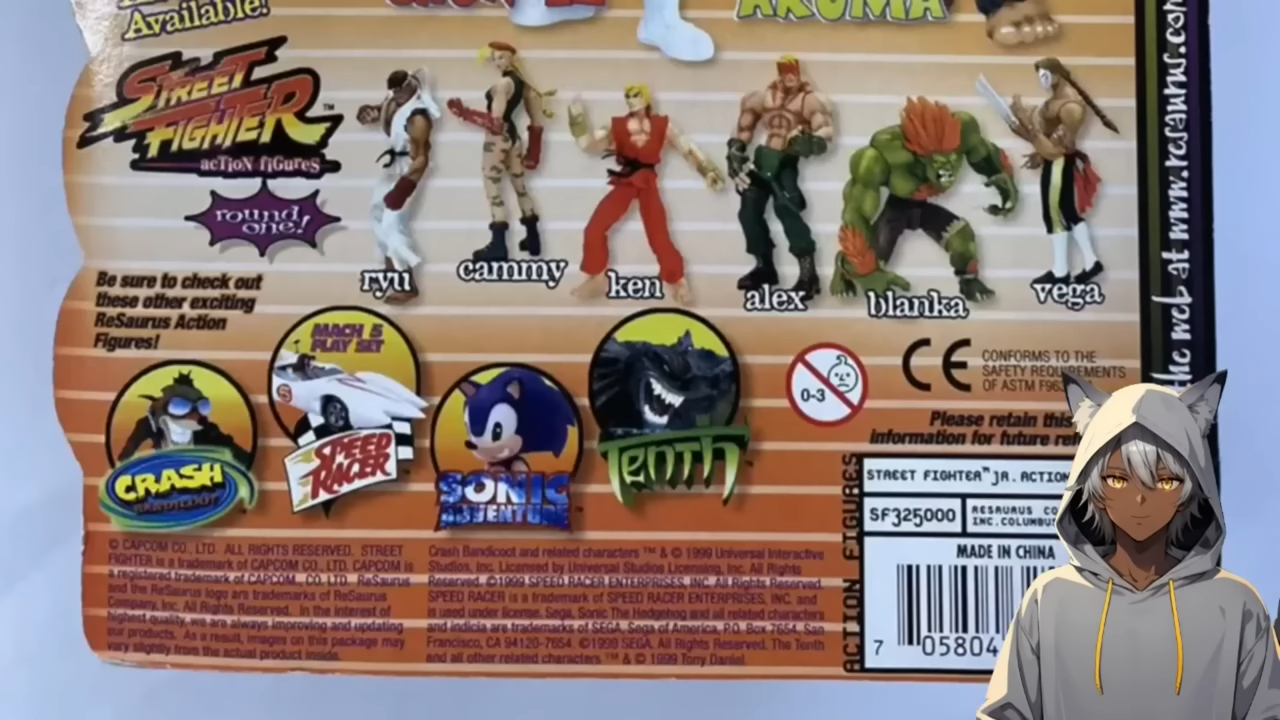 Available!
AKUMA
STREET
FIGHTER™
acTion fiGures
round
one!
ryu
cammy
ken
alex
blanka
vega
Be sure to check out
these other exciting
ReSaurus Action
Figures!
MACH 5
PLAY SET
CRASH
BANDICOOT
SPEED
RACER
SONIC
ADVENTURE
TENTH
0-3
CE
CONFORMS TO THE
SAFETY REQUIREMENTS
OF ASTM F963
Please retain this
information for future
ACTION FIGURES
STREET FIGHTER™ JR. ACTION
SF325000
RESAURUS CO
INC. COLUMBUS
MADE IN CHINA
7 05804
the web at www.resaurus.com
© CAPCOM CO., LTD. ALL RIGHTS RESERVED. STREET
FIGHTER is a trademark of CAPCOM CO., LTD. CAPCOM is
a registered trademark of CAPCOM, CO. LTD. ReSaurus
and the ReSaurus logo are trademarks of ReSaurus
Company, Inc. All Rights Reserved. In the interest of
highest quality, we are always improving and updating
our products. As a result, images on this package may
vary slightly from the actual product inside.
Crash Bandicoot and related characters ™ & © 1999 Universal Interactive
Studios, Inc. Licensed by Universal Studios Licensing, Inc. All Rights
Reserved. ©1999 SPEED RACER ENTERPRISES, INC. All Rights Reserved.
SPEED RACER is a trademark of SPEED RACER ENTERPRISES, INC. and
is used under license. Sega, Sonic The Hedgehog and all related characters
and indicia are trademarks of SEGA. Sega of America, P.O. Box 7654, San
Francisco, CA 94120-7654. ©1999 SEGA. All Rights Reserved. The Tenth
and all other related characters ™ & © 1999 Tony Daniel.